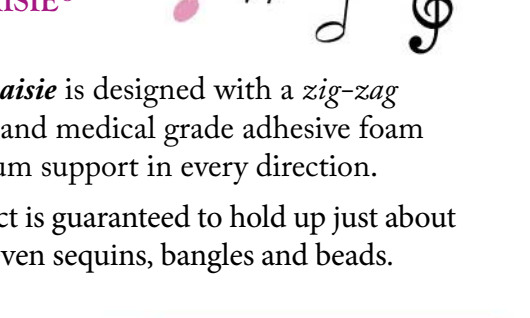 aisie is designed with a zig-zag
and medical grade adhesive foam
um support in every direction.
ct is guaranteed to hold up just about
ven sequins, bangles and beads.